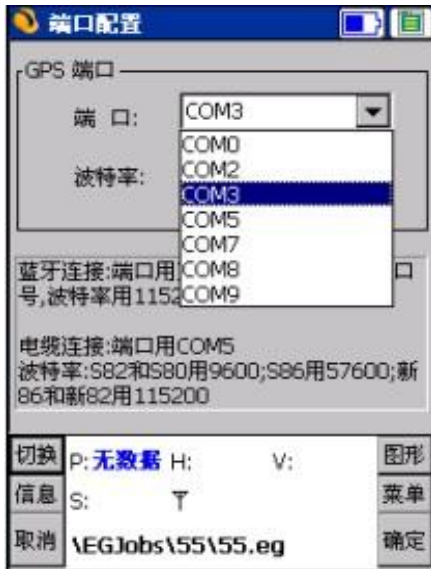 端口配置
GPS 端口
端 口: COM3
COM0
COM2
波特率:
COM3
COM5
COM7
COM8
COM9
蓝牙连接:端口用 口
号,波特率用1152
电缆连接:端口用COM5
波特率:S82和S80用9600;S86用57600;新
86和新82用115200
切换 P:无数据 H: V: 图形
信息 S: 菜单
取消 \EGJobs\55\55.eg 确定